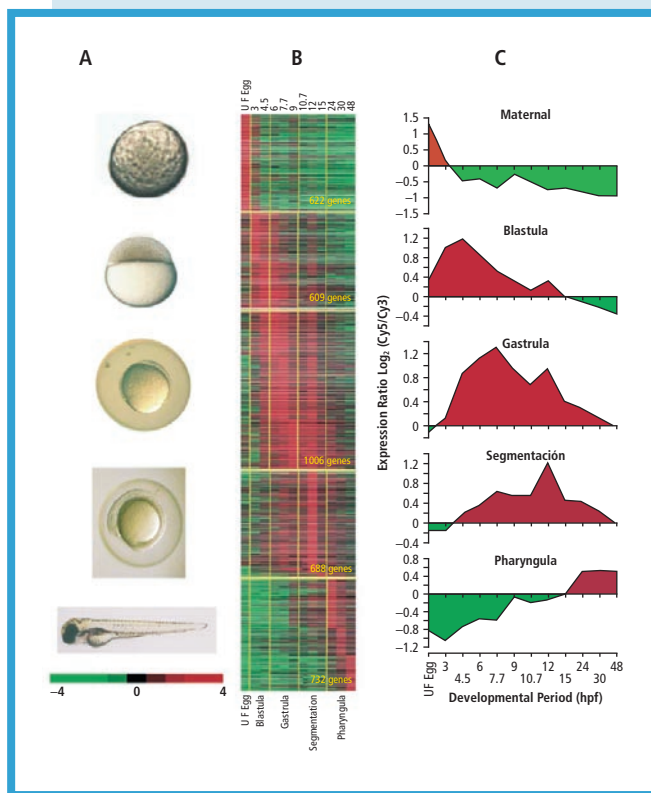 A
B
C
U F Egg
3
4.5
6
7.7
9
10.7
12
15
24
30
48
622 genes
609 genes
1006 genes
688 genes
732 genes
U F Egg
Blastula
Gastrula
Segmentation
Pharyngula
−4
0
4
Expression Ratio Log₂ (Cy5/Cy3)
Maternal
1.5
1
0.5
0
−0.5
−1
−1.5
Blastula
1.2
0.8
0.4
0
−0.4
Gastrula
1.2
0.8
0.4
0
Segmentación
1.2
0.8
0.4
0
−0.4
Pharyngula
0.8
0.4
0
−0.4
−0.8
−1.2
UF Egg
3
4.5
6
7.7
9
10.7
12
15
24
30
48
Developmental Period (hpf)